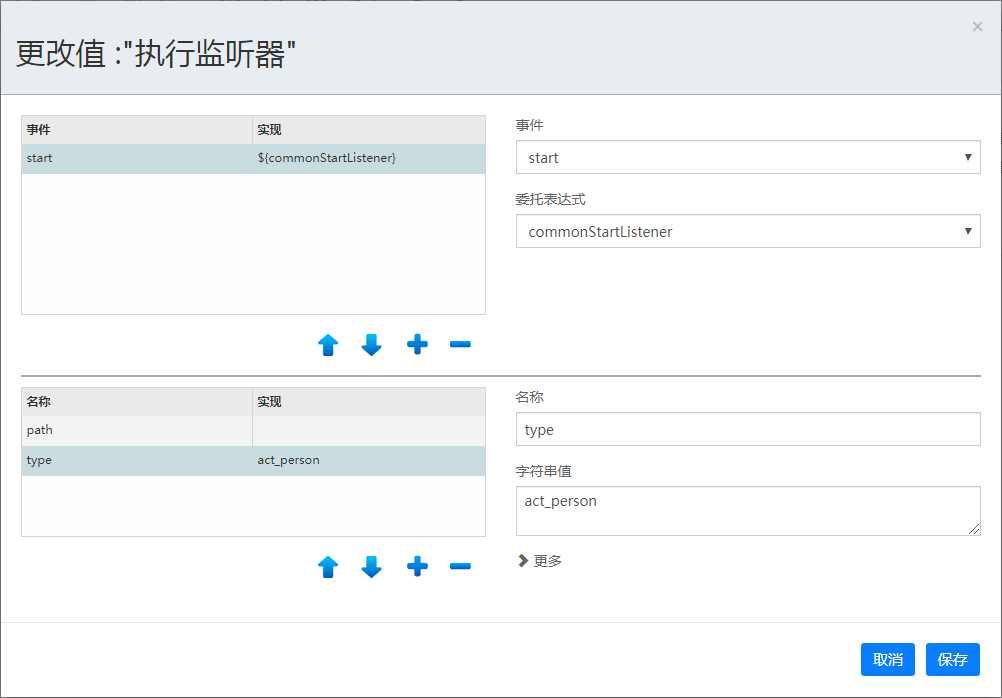 ×
更改值 :"执行监听器"
事件 实现
start ${commonStartListener}
事件
start
委托表达式
commonStartListener
名称 实现
path
type act_person
名称
type
字符串值
act_person
更多
取消 保存